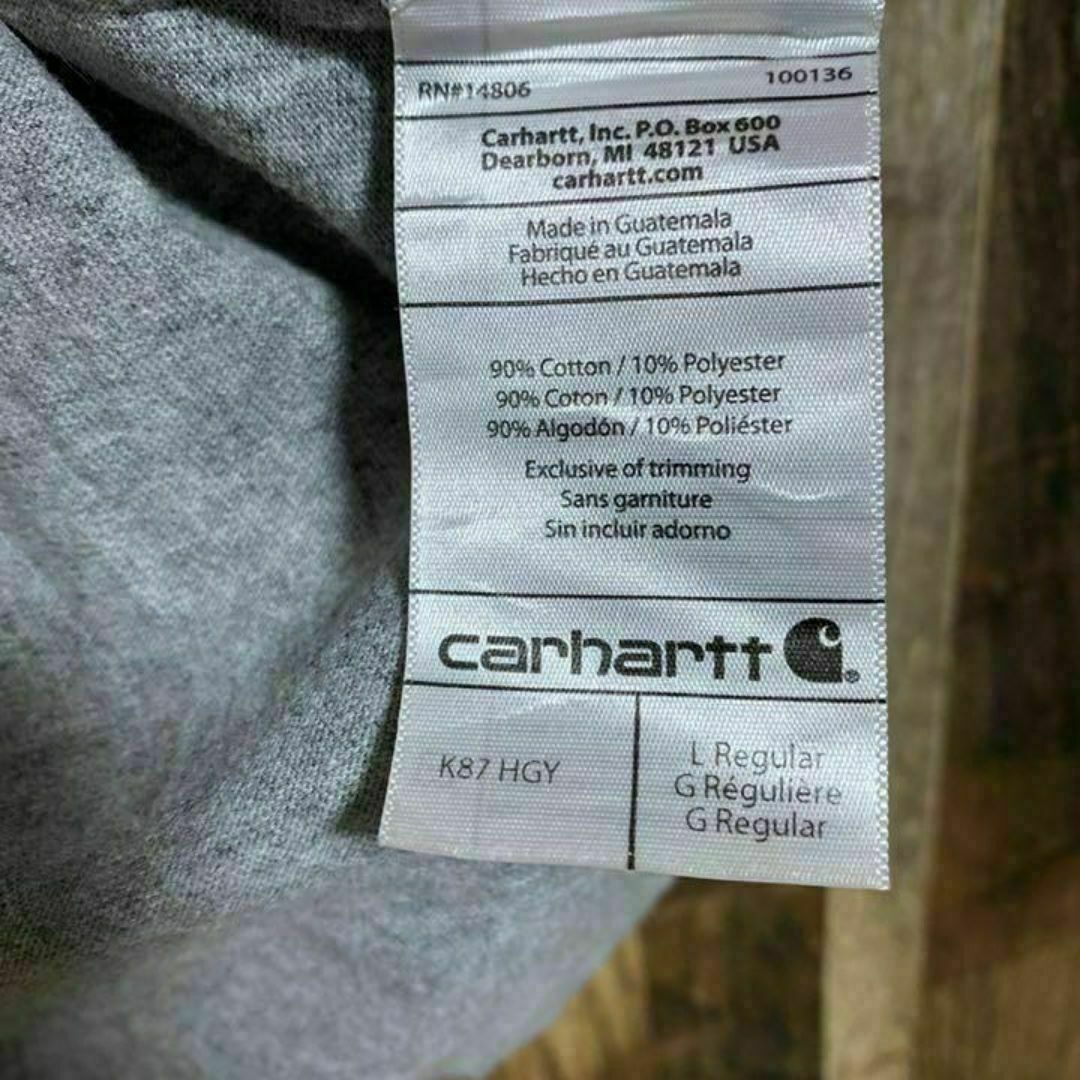 RN#14806 100136
Carhartt, Inc. P.O. Box 600
Dearborn, MI 48121 USA
carhartt.com
Made in Guatemala
Fabriqué au Guatemala
Hecho en Guatemala
90% Cotton / 10% Polyester
90% Coton / 10% Polyester
90% Algodón / 10% Poliéster
Exclusive of trimming
Sans garniture
Sin incluir adorno
carhartt
K87 HGY
L Regular
G Régulière
G Regular